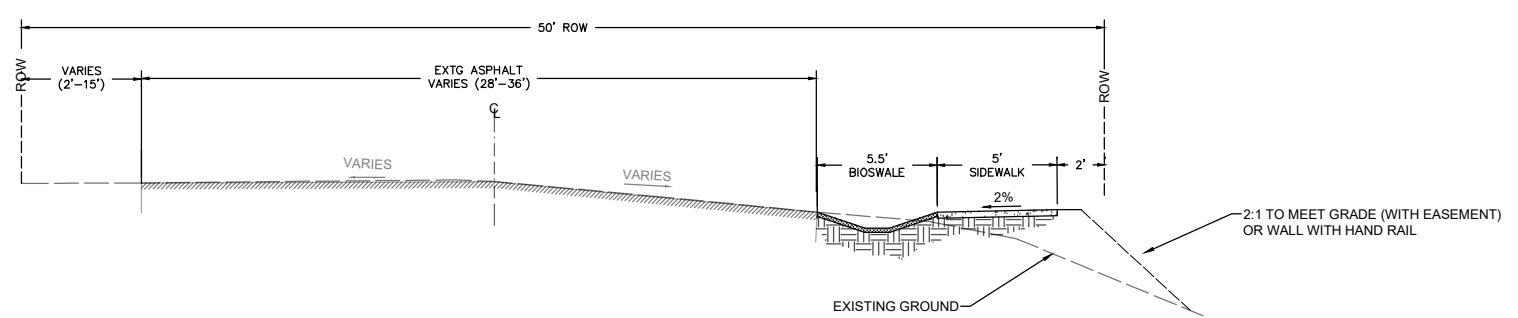 50' ROW
ROW
VARIES
(2'-15')
EXTG ASPHALT
VARIES (28'-36')
ROW
℄
VARIES
VARIES
5.5'
BIOSWALE
5'
SIDEWALK
2'
2%
2:1 TO MEET GRADE (WITH EASEMENT)
OR WALL WITH HAND RAIL
EXISTING GROUND